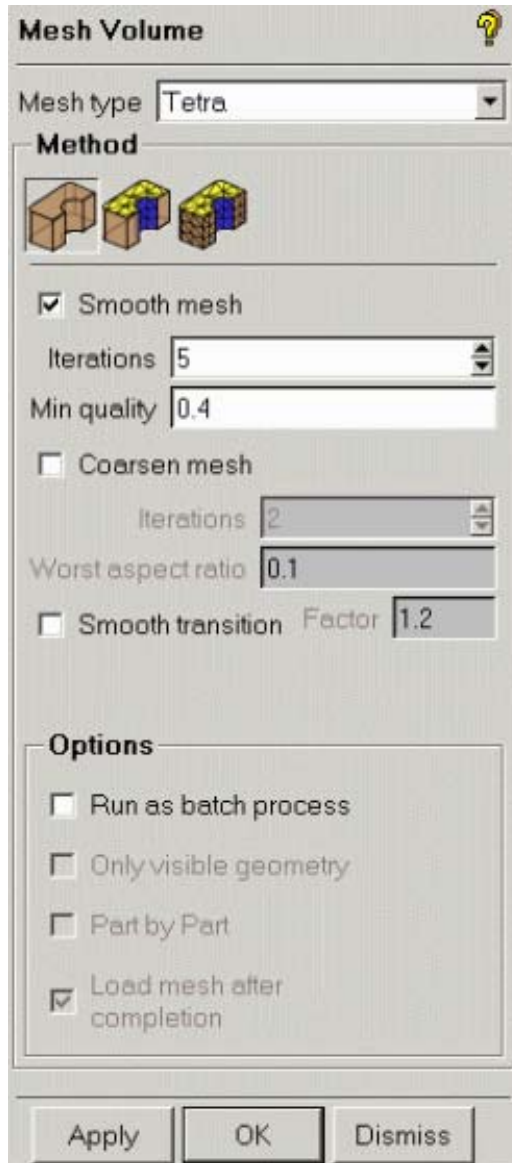 Mesh Volume
Mesh type Tetra
Method
Smooth mesh
Iterations 5
Min quality 0.4
Coarsen mesh
Iterations 2
Worst aspect ratio 0.1
Smooth transition Factor 1.2
Options
Run as batch process
Only visible geometry
Part by Part
Load mesh after
completion
Apply OK Dismiss